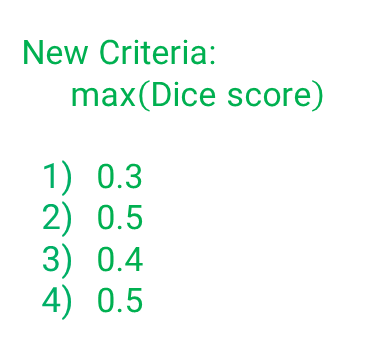 New Criteria:
max(Dice score)
1) 0.3
2) 0.5
3) 0.4
4) 0.5